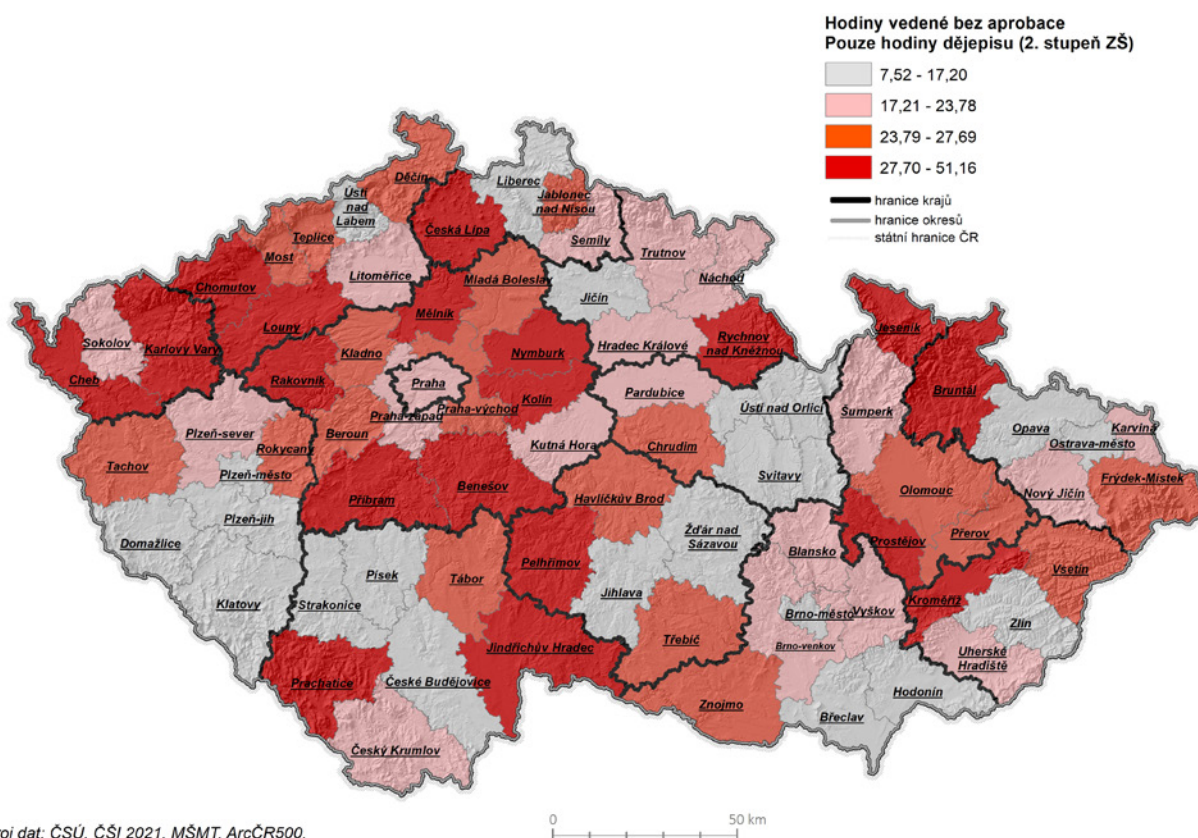 Hodiny vedené bez aprobace
Pouze hodiny dějepisu (2. stupeň ZŠ)
7,52 - 17,20
17,21 - 23,78
23,79 - 27,69
27,70 - 51,16
hranice krajů
hranice okresů
státní hranice ČR
Děčín
Liberec
Ústí
nad
Labem
Jablonec
nad Nisou
Česká Lípa
Teplice
Semily
Trutnov
Most
Litoměřice
Mladá Boleslav
Náchod
Chomutov
Jičín
Mělník
Louny
Jeseník
Sokolov
Karlovy Vary
Kladno
Nymburk
Hradec Králové
Rychnov
nad Kněžnou
Cheb
Rakovník
Praha
Bruntál
Kolín
Pardubice
Praha-západ
Praha-východ
Ústí nad Orlicí
Šumperk
Opava
Karviná
Plzeň-sever
Beroun
Kutná Hora
Chrudim
Ostrava-město
Rokycany
Tachov
Plzeň-město
Svitavy
Frýdek-Místek
Benešov
Olomouc
Nový Jičín
Příbram
Havlíčkův Brod
Plzeň-jih
Žďár nad
Sázavou
Přerov
Domažlice
Prostějov
Blansko
Písek
Pelhřimov
Vsetín
Tábor
Jihlava
Klatovy
Strakonice
Kroměříž
Brno-město
Vyškov
Zlín
Třebíč
Jindřichův Hradec
Brno-venkov
Uherské
Hradiště
Prachatice
České Budějovice
Hodonín
Znojmo
Břeclav
Český Krumlov
0 50 km
roj dat: ČSÚ, ČŠI 2021, MŠMT, ArcČR500.